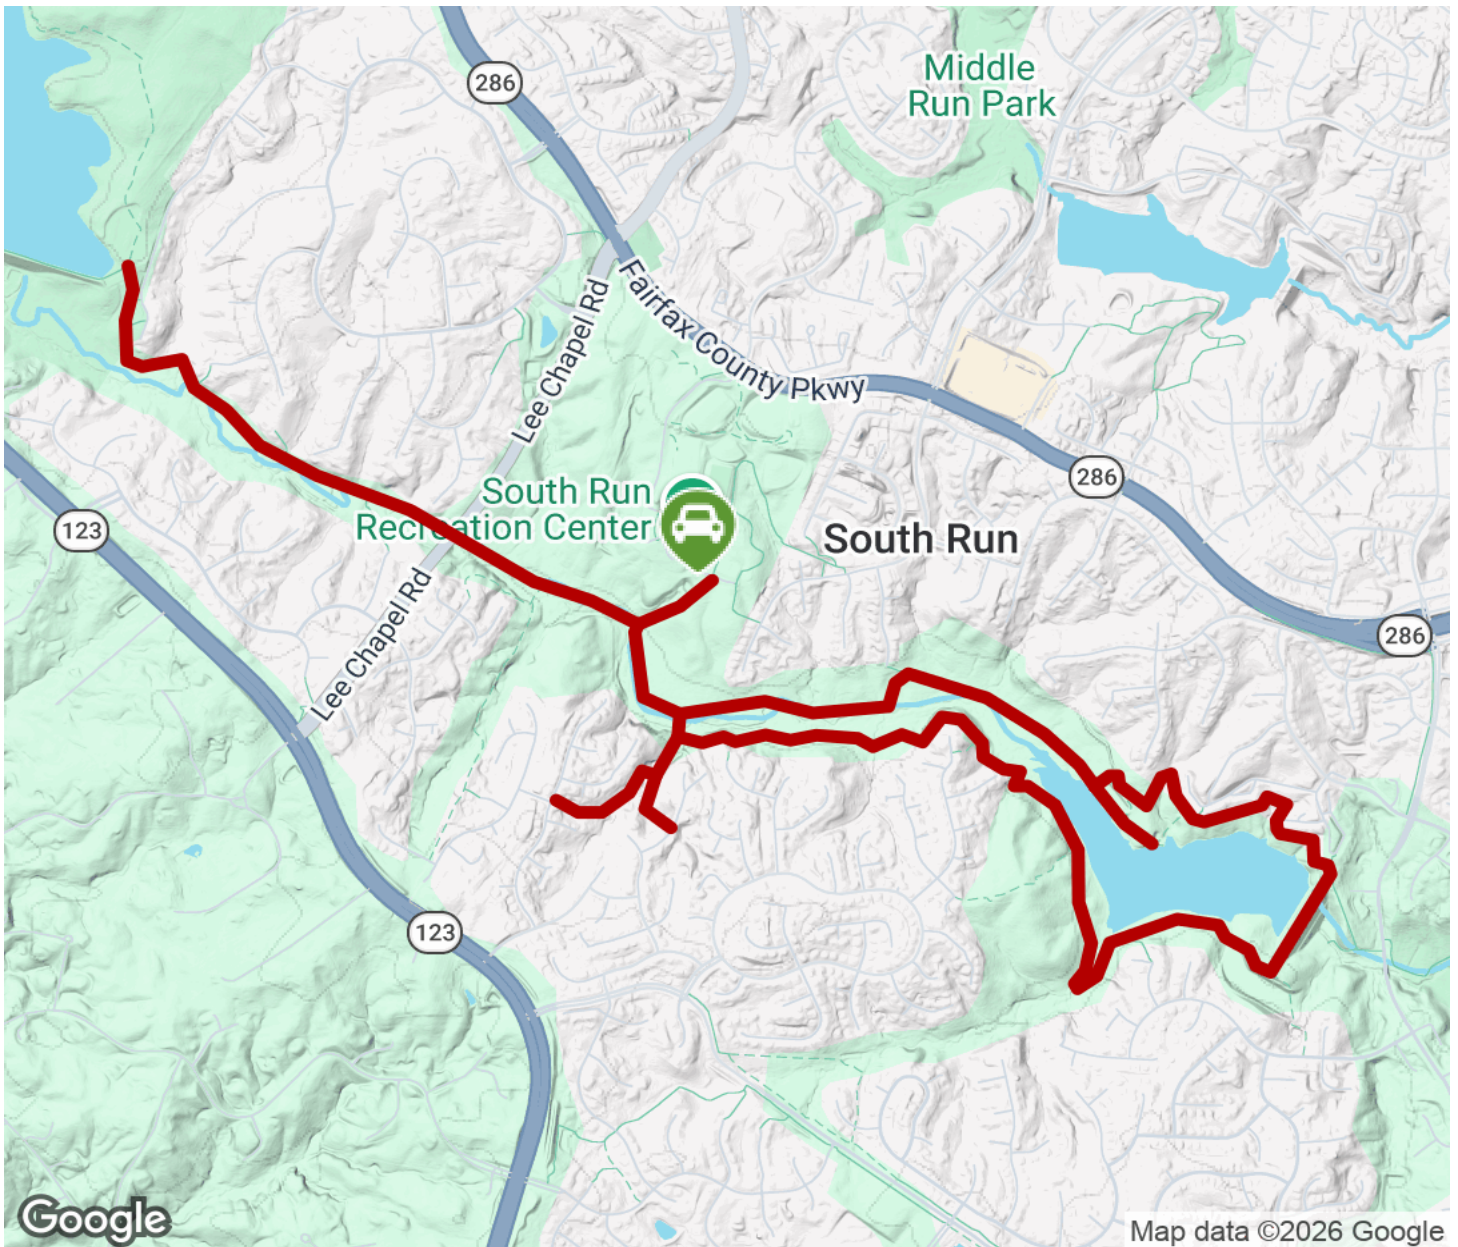 286
Middle
Run Park
Fairfax County Pkwy
Lee Chapel Rd
South Run
Recreation Center
South Run
286
123
286
Lee Chapel Rd
123
Google
Map data ©2026 Google